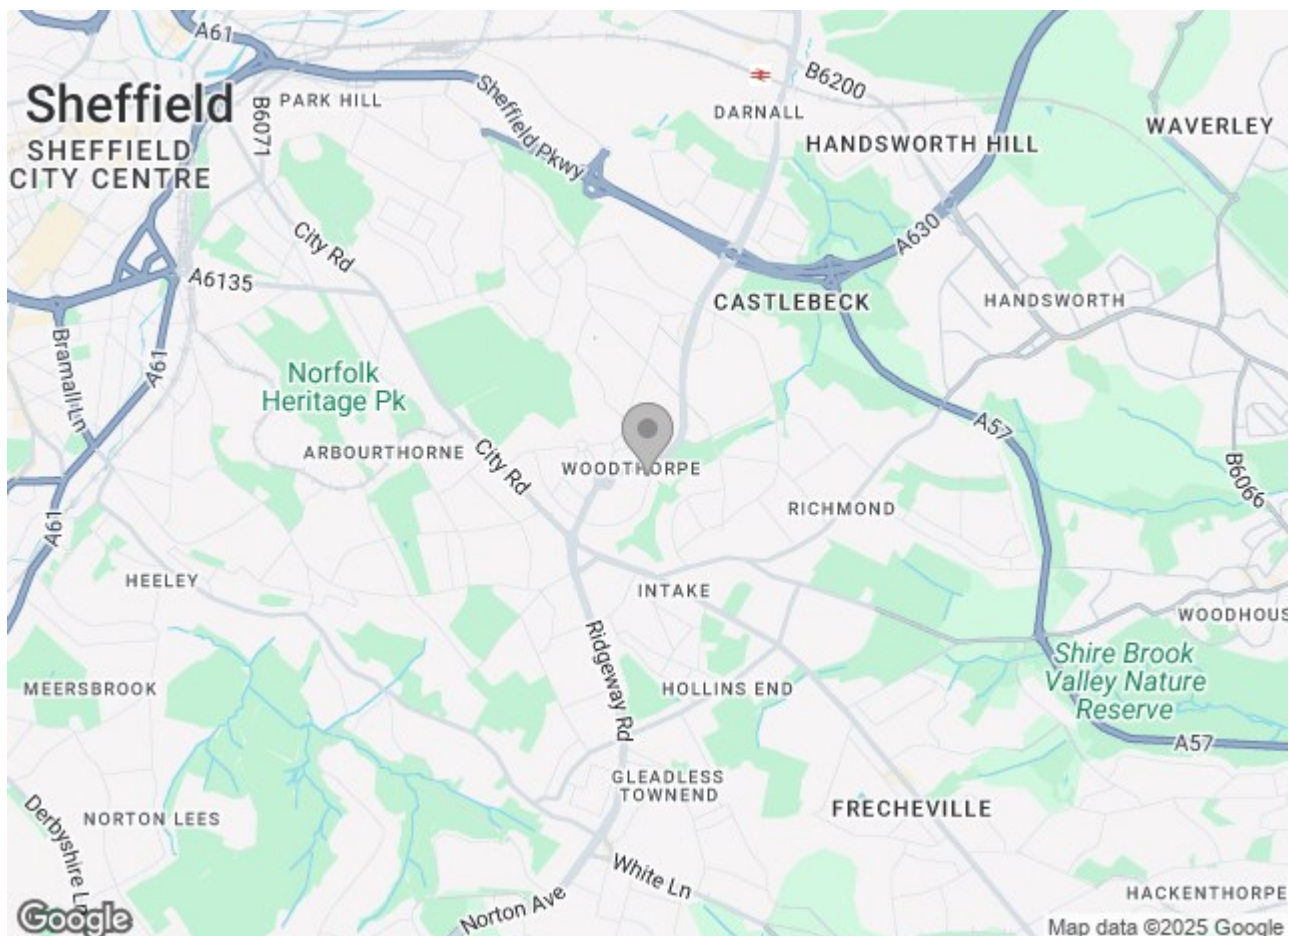 A61
Sheffield
B6071
PARK HILL
Sheffield Pkwy
DARNALL
B6200
WAVERLEY
HANDSWORTH HILL
SHEFFIELD
CITY CENTRE
City Rd
A630
A6135
CASTLEBECK
HANDSWORTH
Bramall Ln
A61
Norfolk
Heritage Pk
ARBOURTHORNE
City Rd
WOODTHORPE
A57
B6066
RICHMOND
A61
HEELEY
INTAKE
WOODHOUS
Ridgeway Rd
Shire Brook
Valley Nature
Reserve
MEERSBROOK
HOLLINS END
A57
GLEADLESS
TOWNEND
Derbyshire L
NORTON LEES
FRECHEVILLE
White Ln
Norton Ave
HACKENTHORPE
Google
Map data ©2025 Google